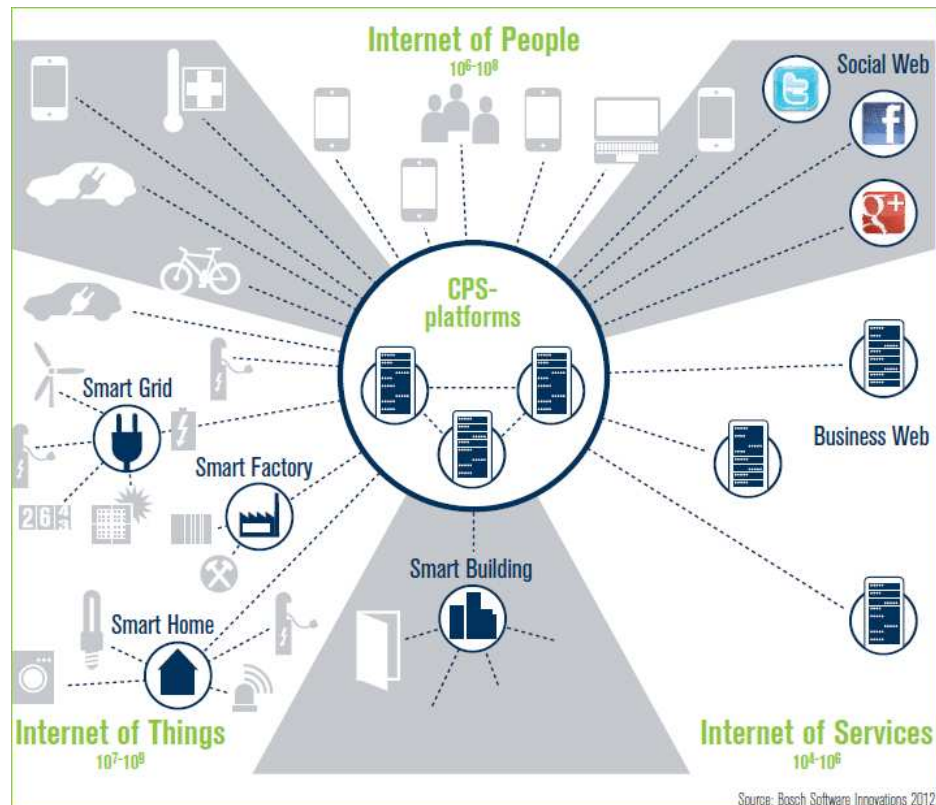 Internet of People
10⁶-10⁸
Social Web
CPS-
platforms
Smart Grid
Smart Factory
Business Web
Smart Building
Smart Home
Internet of Things
10⁷-10⁹
Internet of Services
10⁴-10⁶
Source: Bosch Software Innovations 2012